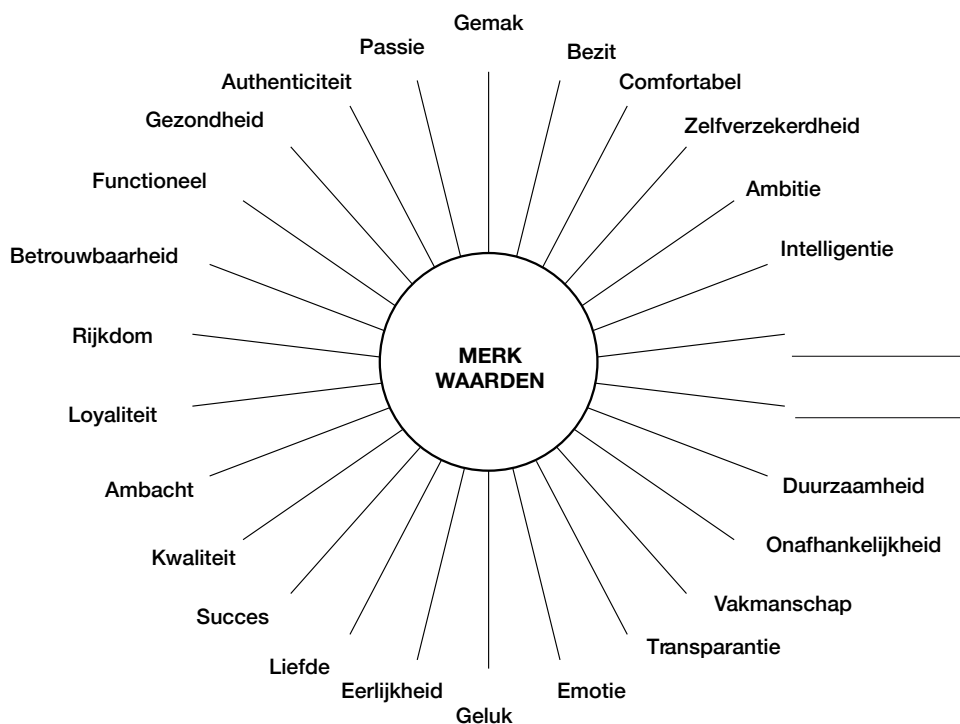 Gemak
Bezit
Comfortabel
Zelfverzekerdheid
Ambitie
Intelligentie
Duurzaamheid
Onafhankelijkheid
Vakmanschap
Transparantie
Emotie
Geluk
Eerlijkheid
Liefde
Succes
Kwaliteit
Ambacht
Loyaliteit
Rijkdom
Betrouwbaarheid
Functioneel
Gezondheid
Authenticiteit
Passie
MERK
WAARDEN